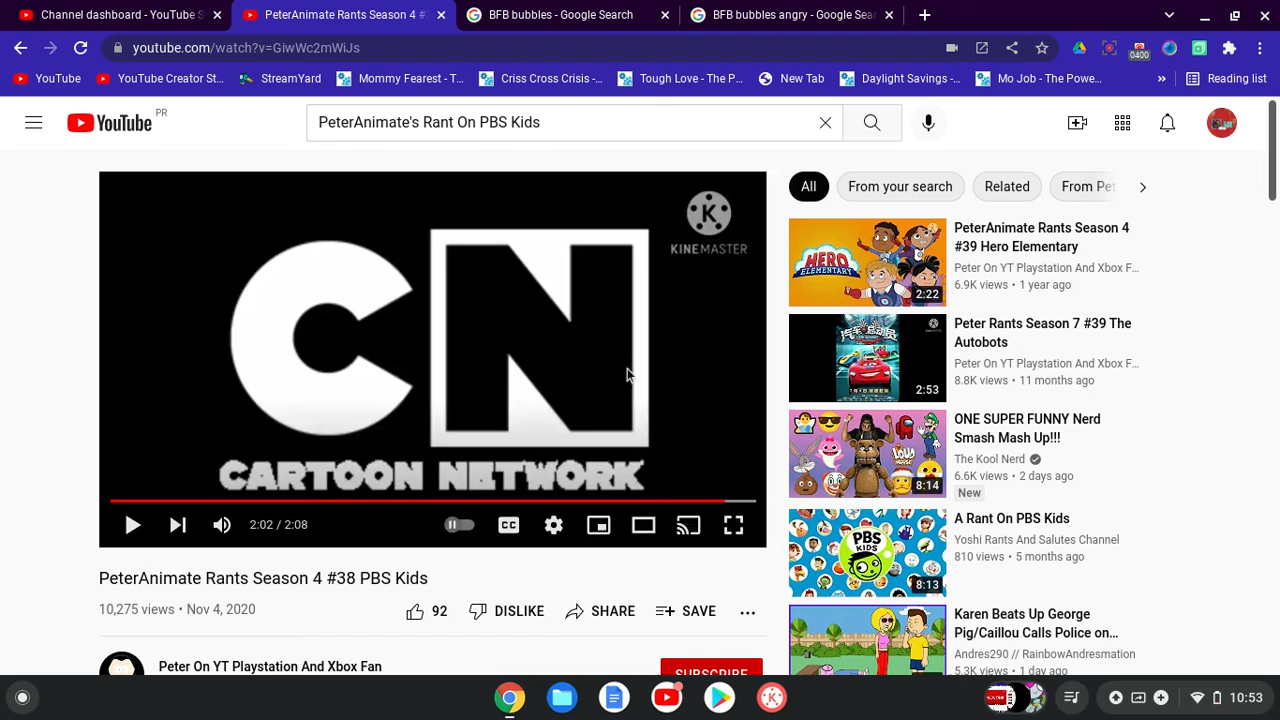 Channel dashboard - YouTube S
PeterAnimate Rants Season 4 #3
BFB bubbles - Google Search
BFB bubbles angry - Google Sear
youtube.com/watch?v=GiwWc2mWiJs
0400
YouTube
YouTube Creator St...
StreamYard
Mommy Fearest - T...
Criss Cross Crisis -...
Tough Love - The P...
New Tab
Daylight Savings -...
Mo Job - The Powe...
Reading list
YouTube PR
PeterAnimate's Rant On PBS Kids
K
KINEMASTER
CN
CARTOON NETWORK
2:02 / 2:08
CC
PeterAnimate Rants Season 4 #38 PBS Kids
10,275 views • Nov 4, 2020
92
DISLIKE
SHARE
SAVE
Peter On YT Playstation And Xbox Fan
SUBSCRIBE
All
From your search
Related
From Pet
HERO
ELEMENTARY
2:22
PeterAnimate Rants Season 4
#39 Hero Elementary
Peter On YT Playstation And Xbox F...
6.9K views • 1 year ago
2:53
Peter Rants Season 7 #39 The
Autobots
Peter On YT Playstation And Xbox F...
8.8K views • 11 months ago
LOUD
HOUSE
8:14
ONE SUPER FUNNY Nerd
Smash Mash Up!!!
The Kool Nerd
6.6K views • 2 days ago
New
PBS
KIDS
8:13
A Rant On PBS Kids
Yoshi Rants And Salutes Channel
810 views • 5 months ago
Karen Beats Up George
Pig/Caillou Calls Police on...
Andres290 // RainbowAndresmation
5.3K views • 1 day ago
10:53